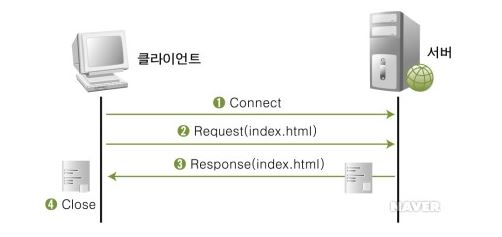 클라이언트
서버
❶ Connect
❷ Request(index.html)
❸ Response(index.html)
❹ Close
NAVER